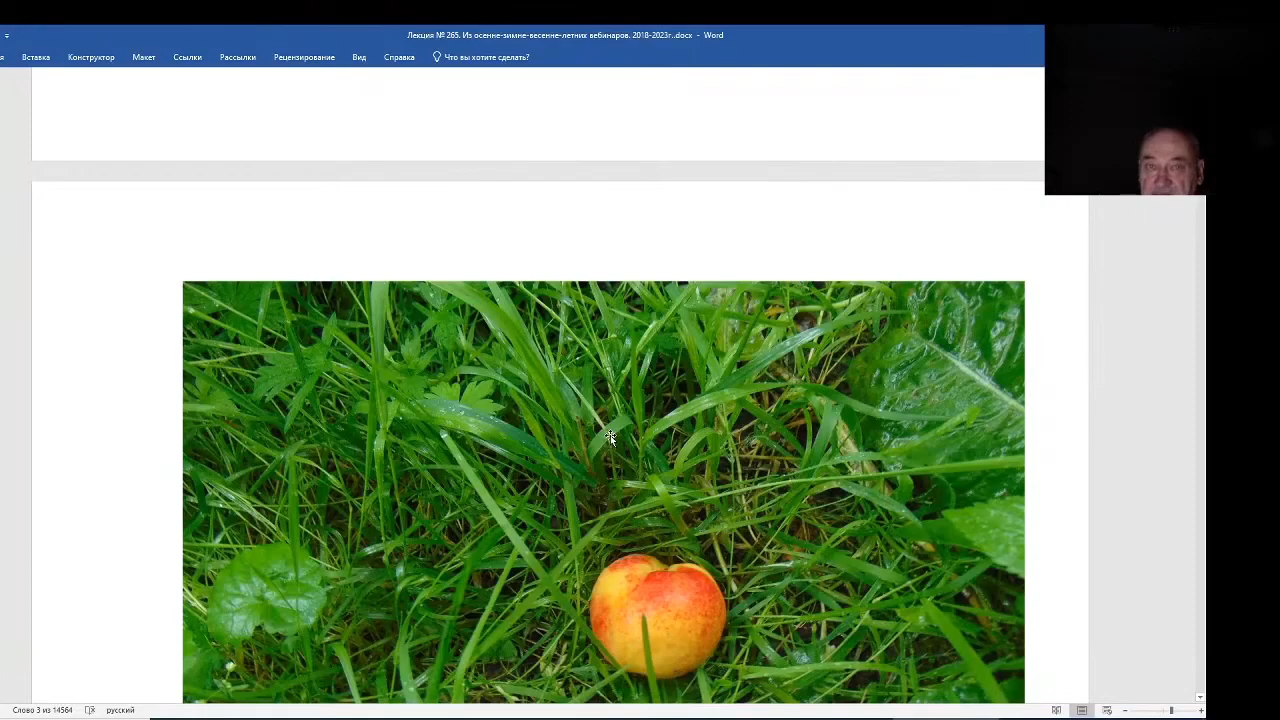 Лекция № 265. Из осенне-зимне-весенне-летних вебинаров. 2018-2023г..docx - Word
я Вставка Конструктор Макет Ссылки Рассылки Рецензирование Вид Справка Что вы хотите сделать?
Слово 3 из 14564 русский